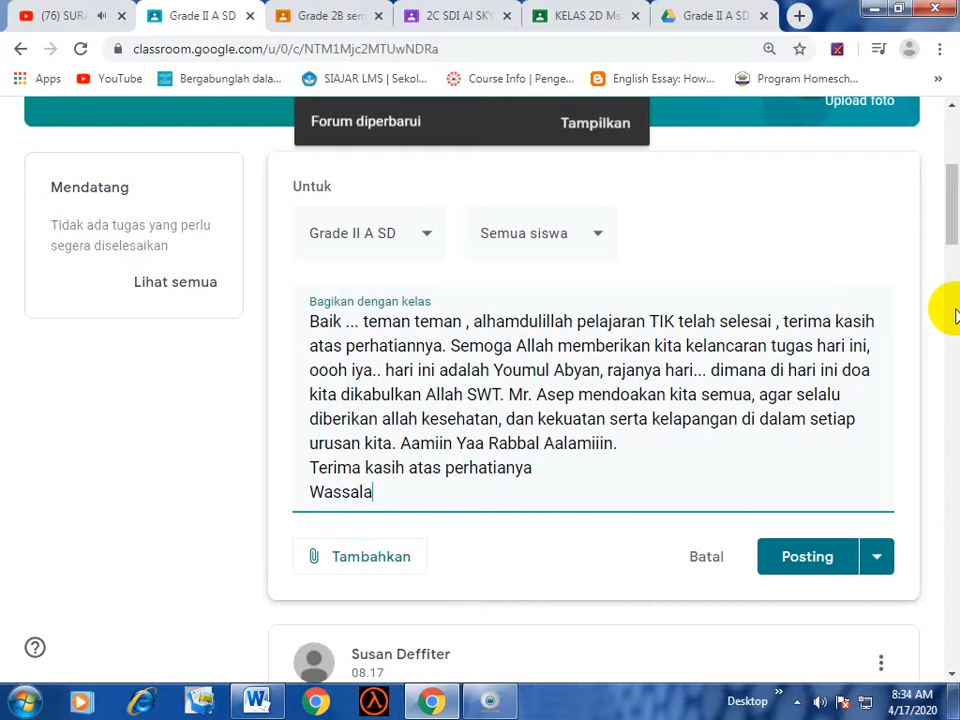 (76) SURA
Grade II A SD
Grade 2B sem
2C SDI Al SKY
KELAS 2D Ms
Grade II A SD
classroom.google.com/u/0/c/NTM1Mjc2MTUwNDRa
Apps
YouTube
Bergabunglah dala...
SIAJAR LMS | Sekol...
Course Info | Penge...
English Essay: How...
Program Homesch...
»
Upload foto
Forum diperbarui
Tampilkan
Mendatang
Tidak ada tugas yang perlu
segera diselesaikan
Lihat semua
Untuk
Grade II A SD
Semua siswa
Bagikan dengan kelas
Baik ... teman teman , alhamdulillah pelajaran TIK telah selesai , terima kasih
atas perhatiannya. Semoga Allah memberikan kita kelancaran tugas hari ini,
oooh iya.. hari ini adalah Youmul Abyan, rajanya hari... dimana di hari ini doa
kita dikabulkan Allah SWT. Mr. Asep mendoakan kita semua, agar selalu
diberikan allah kesehatan, dan kekuatan serta kelapangan di dalam setiap
urusan kita. Aamiin Yaa Rabbal Aalamiiin.
Terima kasih atas perhatianya
Wassala
Tambahkan
Batal
Posting
Susan Deffiter
08.17
Desktop
»
8:34 AM
4/17/2020